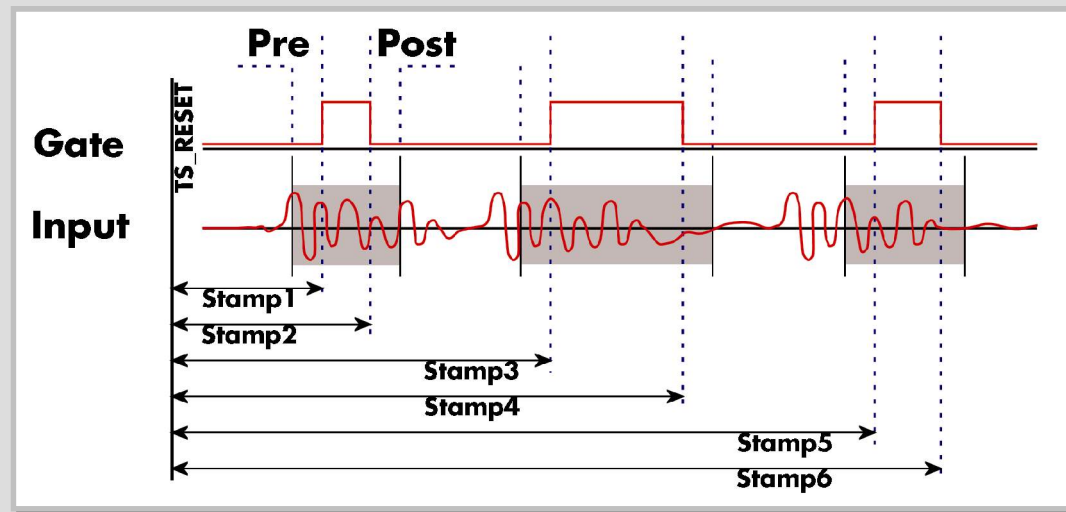 Pre Post
TS_RESET
Gate
Input
Stamp1
Stamp2
Stamp3
Stamp4
Stamp5
Stamp6